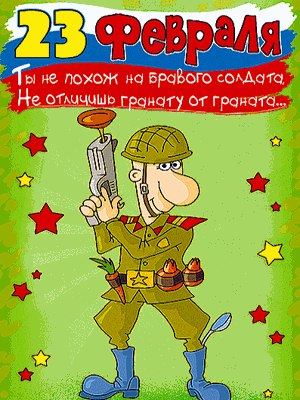 23 ФЕВРАЛЯ
Ты не похож на бравого солдата.
Не отличишь гранату от граната...